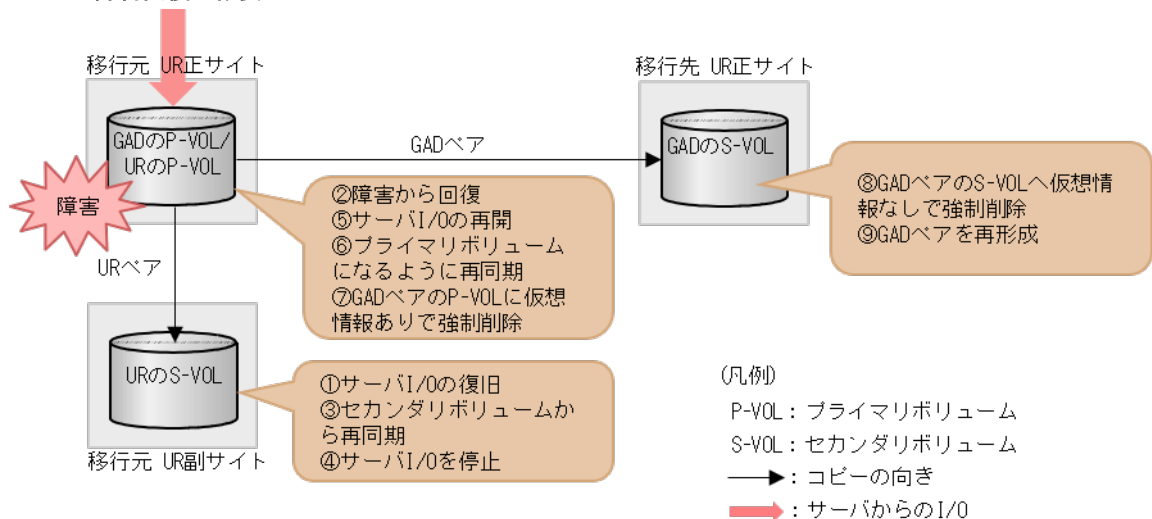 移行元 UR正サイト
移行先 UR正サイト
GADのP-VOL/
URのP-VOL
GADペア
GADのS-VOL
障害
②障害から回復
⑤サーバI/Oの再開
⑥プライマリボリューム
になるように再同期
⑦GADペアのP-VOLに仮想
情報ありで強制削除
⑧GADペアのS-VOLへ仮想情
報なしで強制削除
⑨GADペアを再形成
URペア
URのS-VOL
①サーバI/Oの復旧
③セカンダリボリュームか
ら再同期
④サーバI/Oを停止
移行元 UR副サイト
(凡例)
P-VOL：プライマリボリューム
S-VOL：セカンダリボリューム
：コピーの向き
：サーバからのI/O